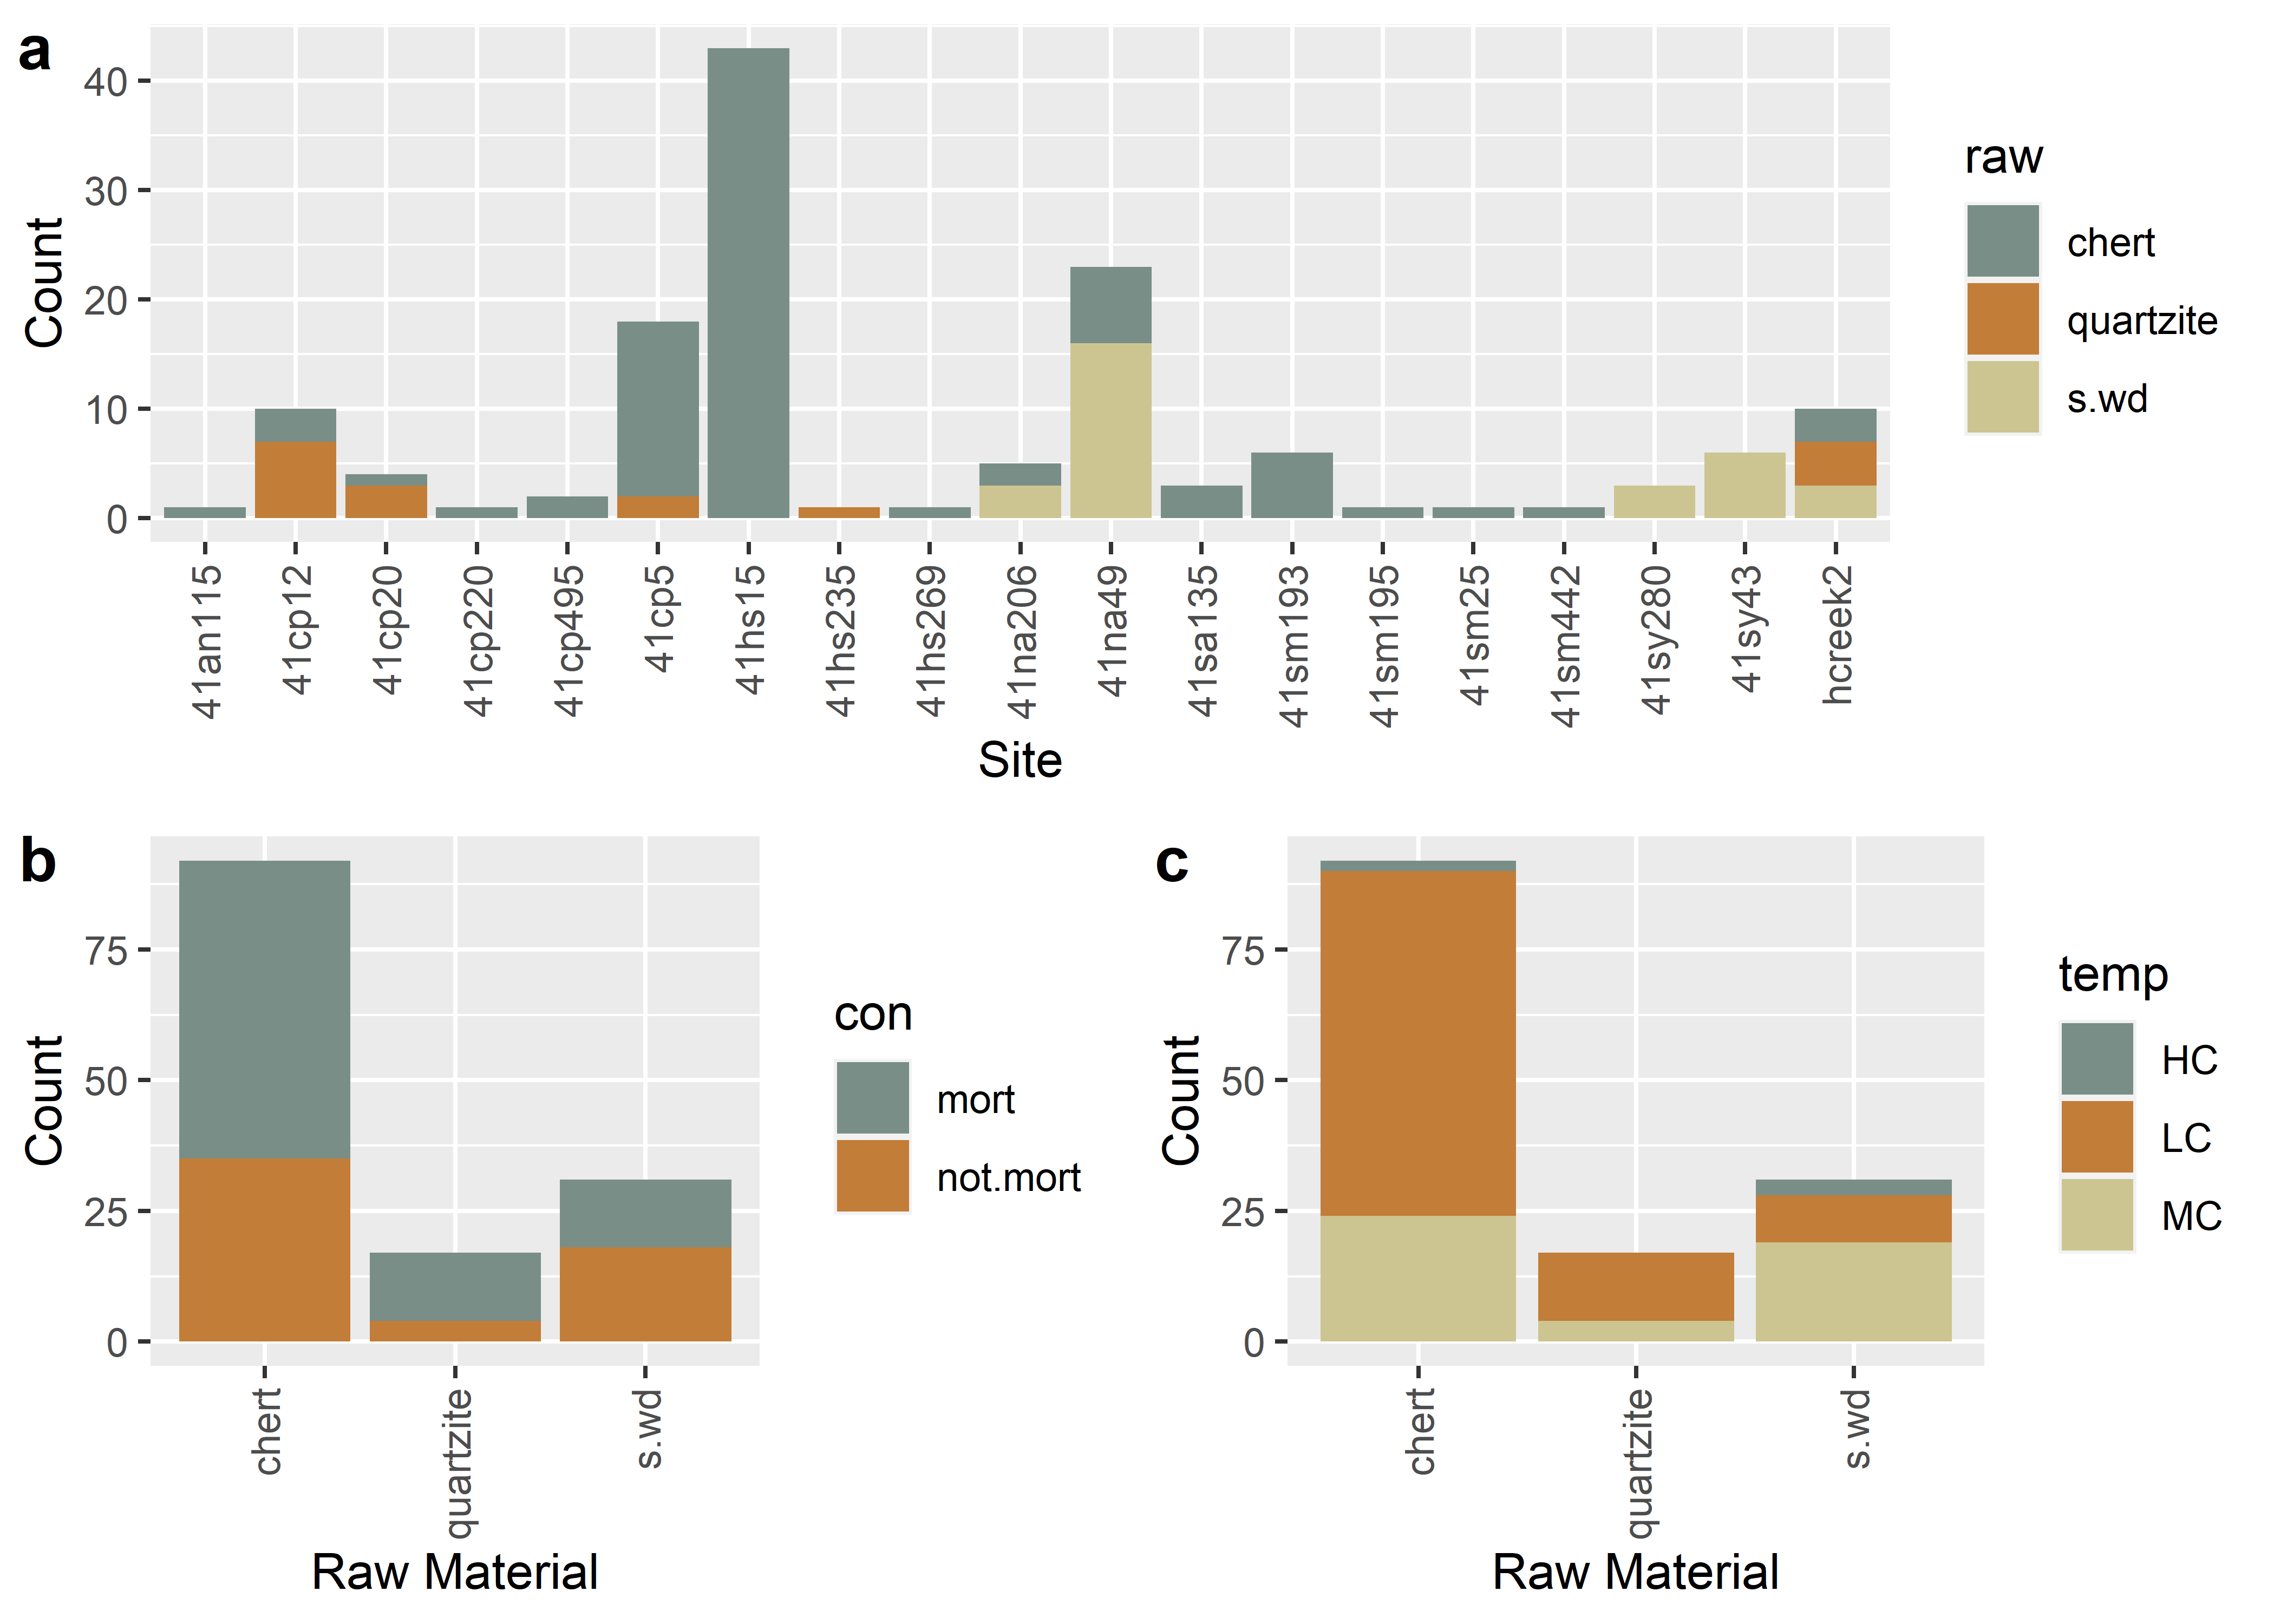 a
Count
40
30
20
10
0
41an115
41cp12
41cp20
41cp220
41cp495
41cp5
41hs15
41hs235
41hs269
41na206
41na49
41sa135
41sm193
41sm195
41sm25
41sm442
41sy280
41sy43
hcreek2
Site
raw
chert
quartzite
s.wd
b
Count
75
50
25
0
chert
quartzite
s.wd
Raw Material
con
mort
not.mort
c
Count
75
50
25
0
chert
quartzite
s.wd
Raw Material
temp
HC
LC
MC